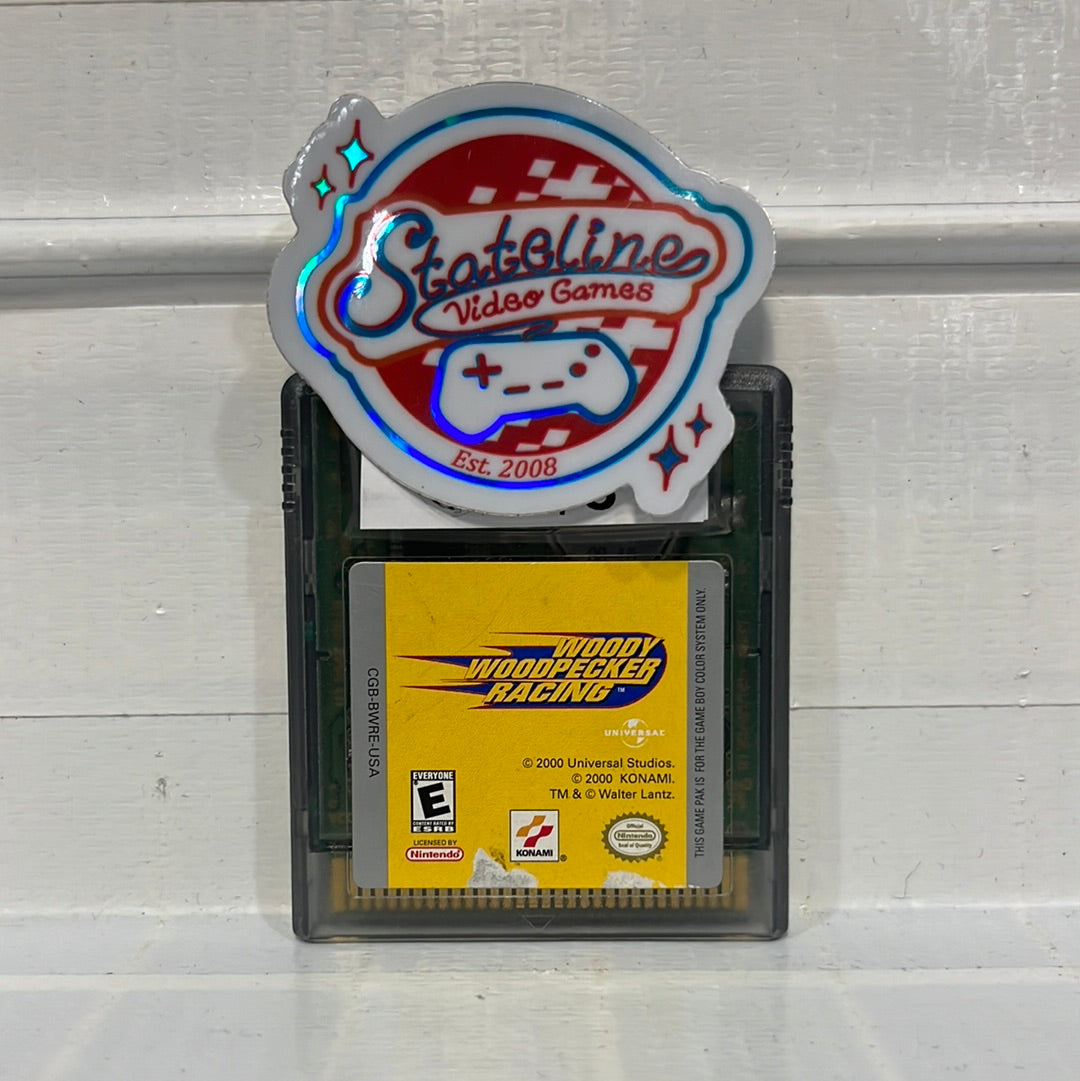 Stateline
Video Games
Est. 2008
WOODY
WOODPECKER
RACING ™
UNIVERSAL
© 2000 Universal Studios.
© 2000 KONAMI.
TM & © Walter Lantz.
EVERYONE
E
CONTENT RATED BY
ESRB
LICENSED BY
Nintendo
KONAMI ®
Official
Nintendo
Seal of Quality
CGB-BWRE-USA
THIS GAME PAK IS FOR THE GAME BOY COLOR SYSTEM ONLY.